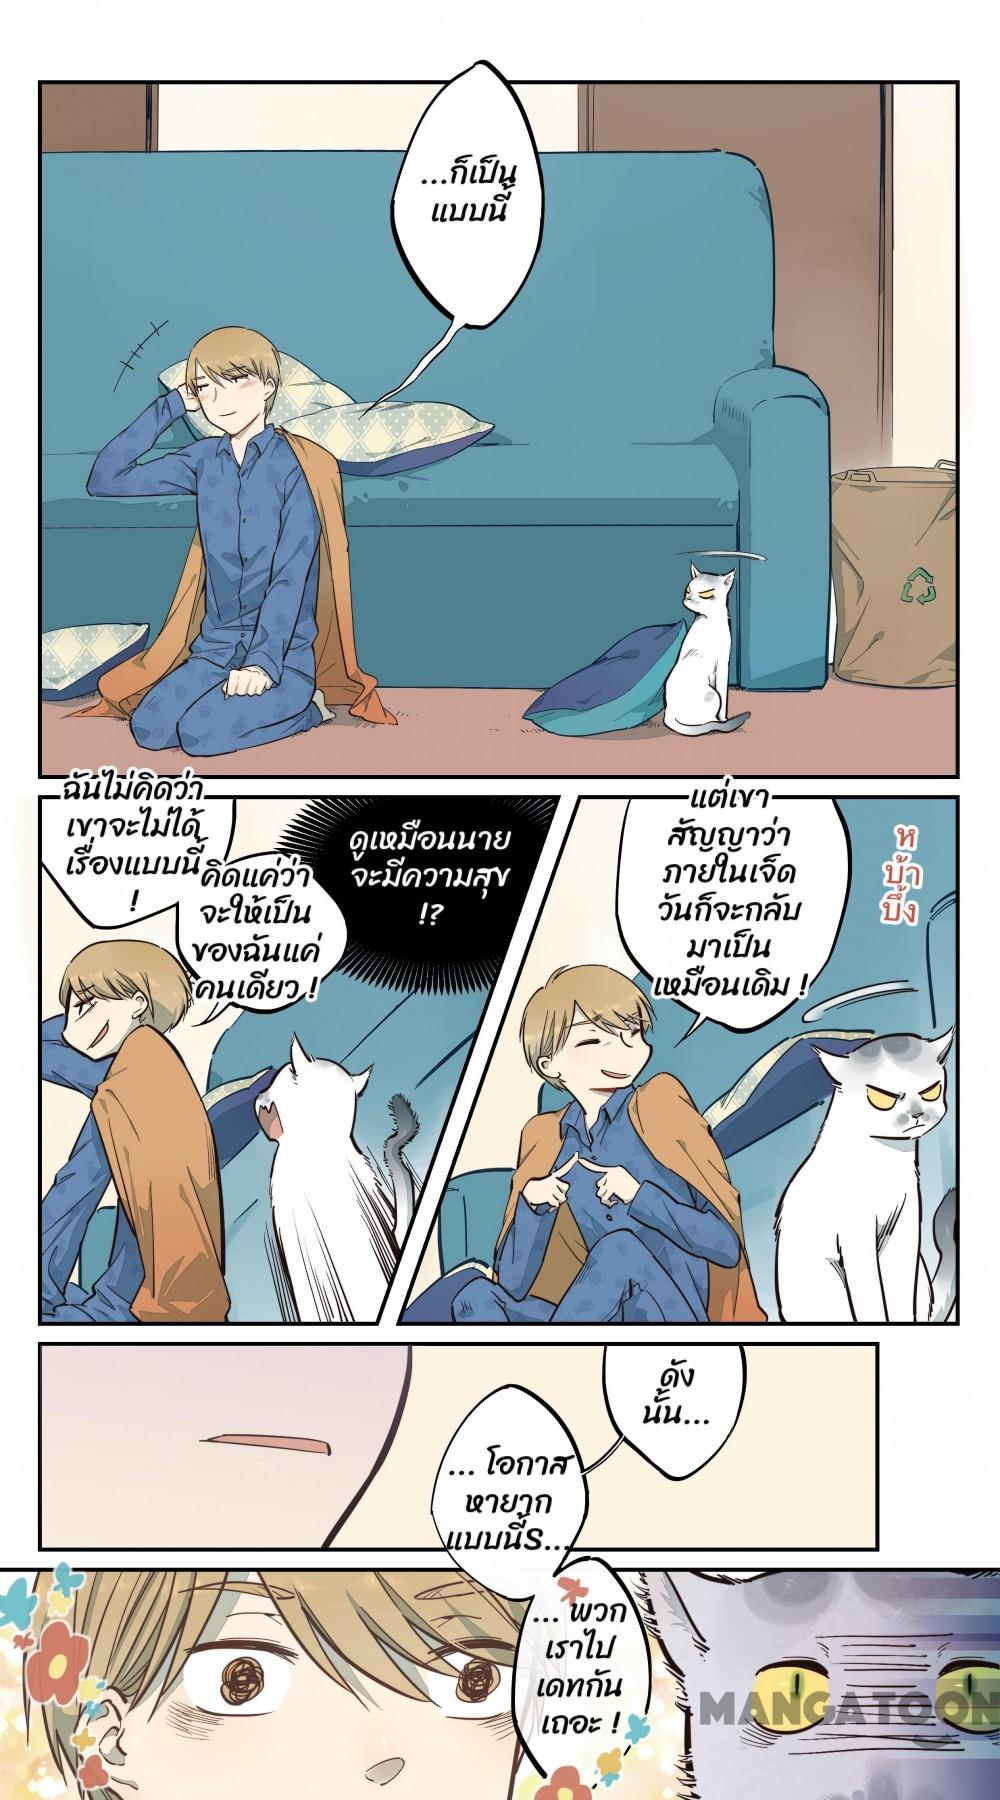 ...ก็เป็น
แบบนี้
ฉันไม่คิดว่า
เขาจะไม่ได้
เรื่องแบบนี้
!
คิดแค่ว่า
จะให้เป็น
ของฉันแค่
คนเดียว !
ดูเหมือนนาย
จะมีความสุข
!?
แต่เขา
สัญญาว่า
ภายในเจ็ด
วันก็จะกลับ
มาเป็น
เหมือนเดิม !
ห
บ้า
บึ้ง
ดัง
นั้น...
... โอกาส
หายาก
แบบนี้s...
... พวก
เราไป
เดทกัน
เถอะ !
MANGATOON